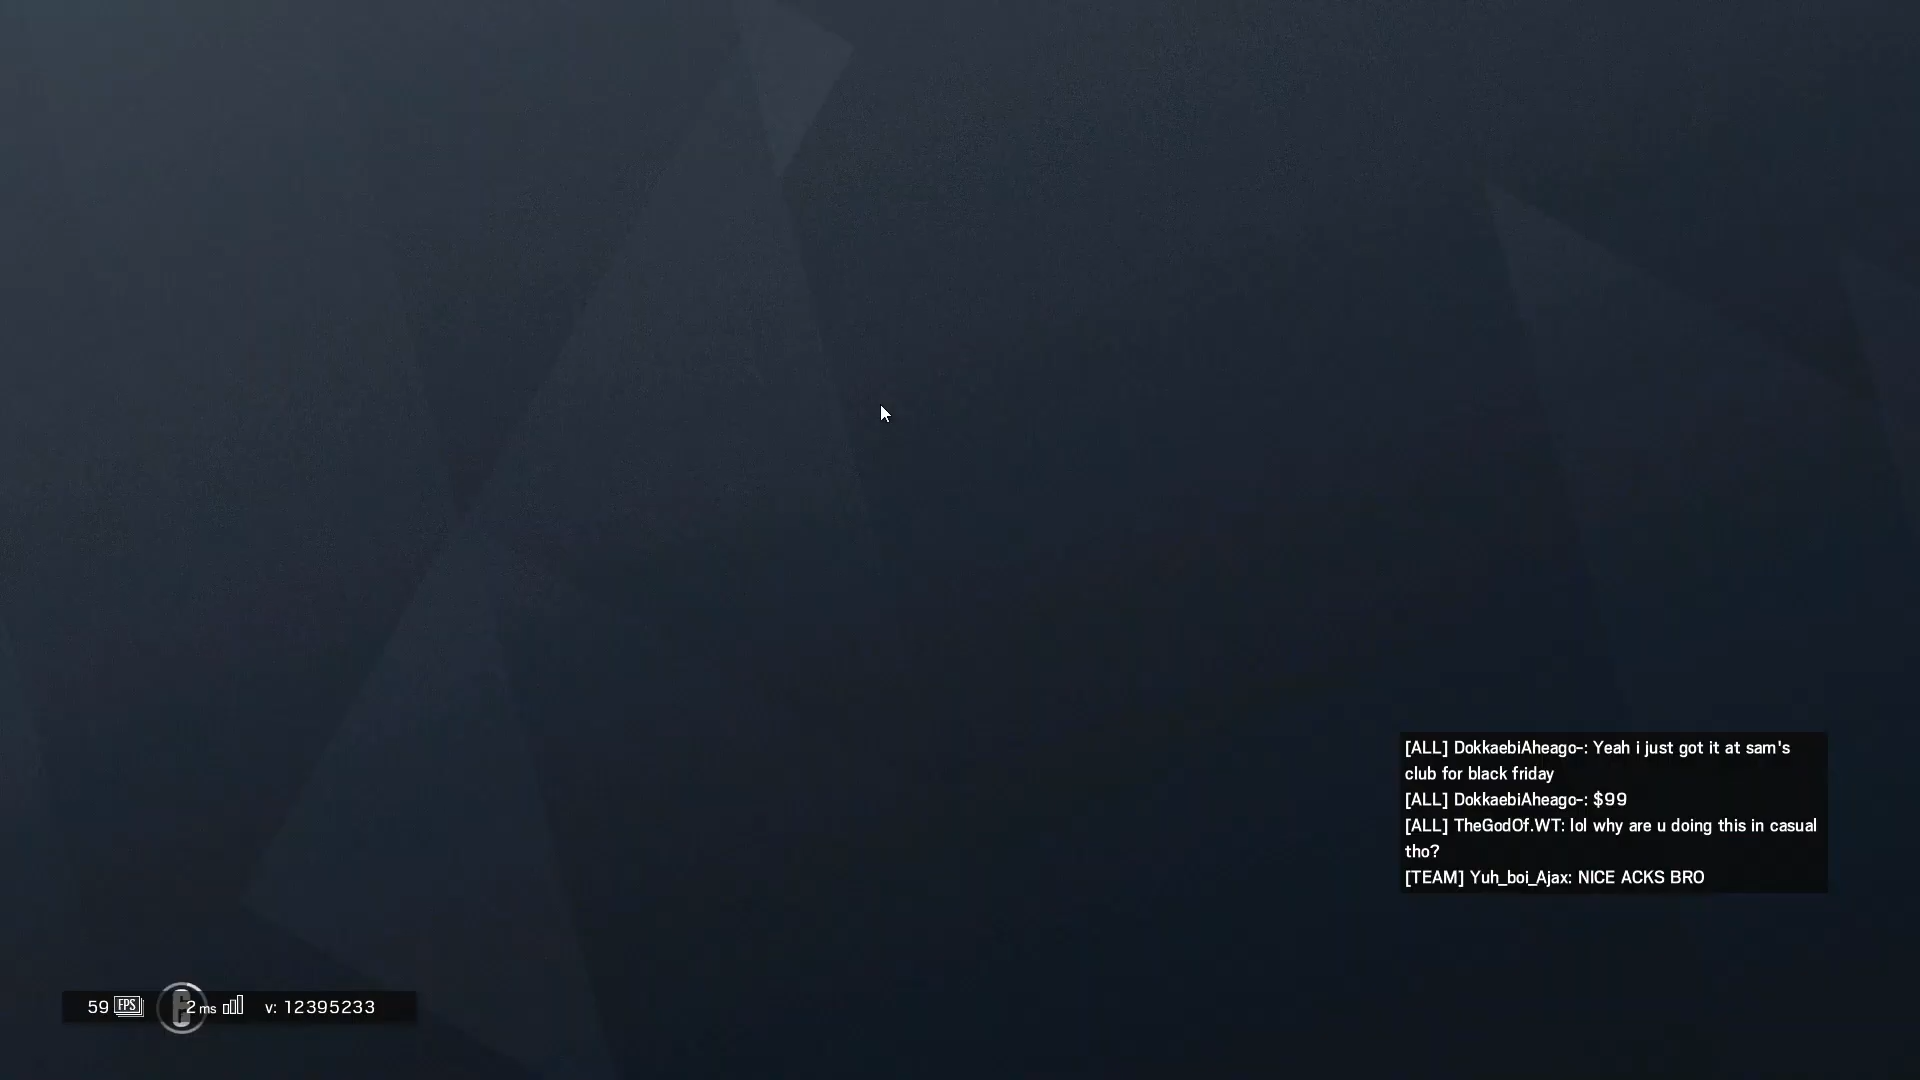 [ALL] DokkaebiAheago-: Yeah i just got it at sam's
club for black friday
[ALL] DokkaebiAheago-: $99
[ALL] TheGodOf.WT: lol why are u doing this in casual
tho?
[TEAM] Yuh_boi_Ajax: NICE ACKS BRO
59 FPS 2 ms v: 12395233